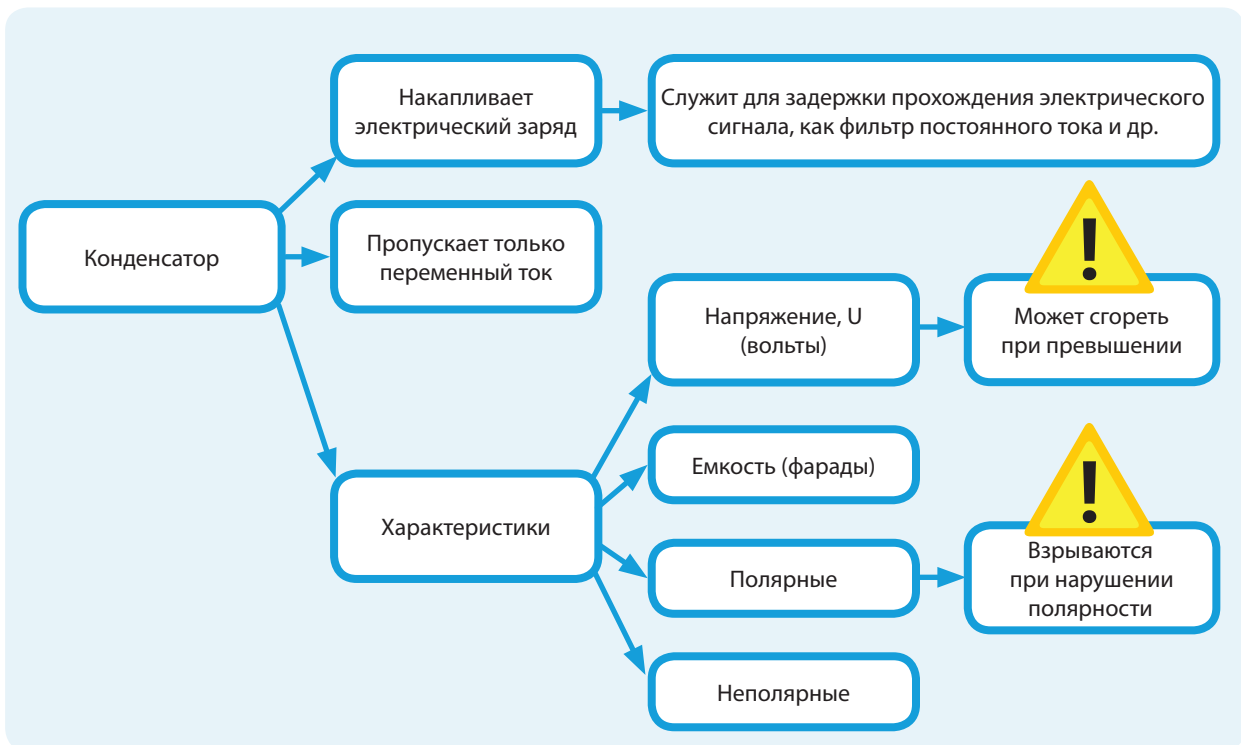 Накапливает
электрический заряд
Служит для задержки прохождения электрического
сигнала, как фильтр постоянного тока и др.
Конденсатор
Пропускает только
переменный ток
Напряжение, U
(вольты)
!
Может сгореть
при превышении
Емкость (фарады)
Характеристики
Полярные
!
Взрываются
при нарушении
полярности
Неполярные